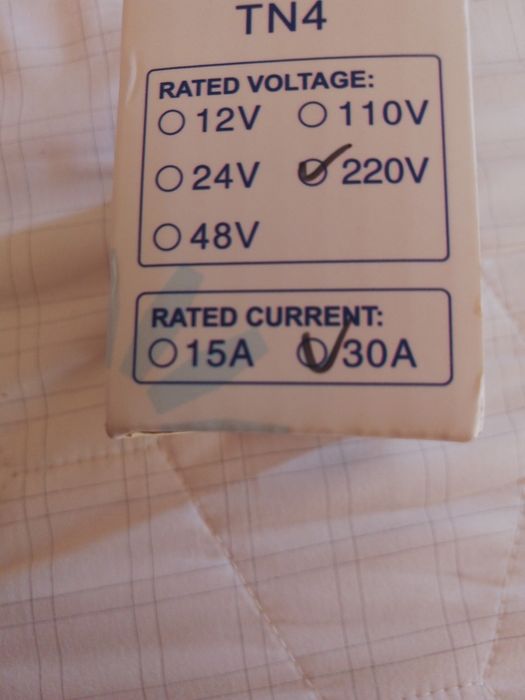 TN4
RATED VOLTAGE:
12V 110V
24V 220V
48V
RATED CURRENT:
15A 30A